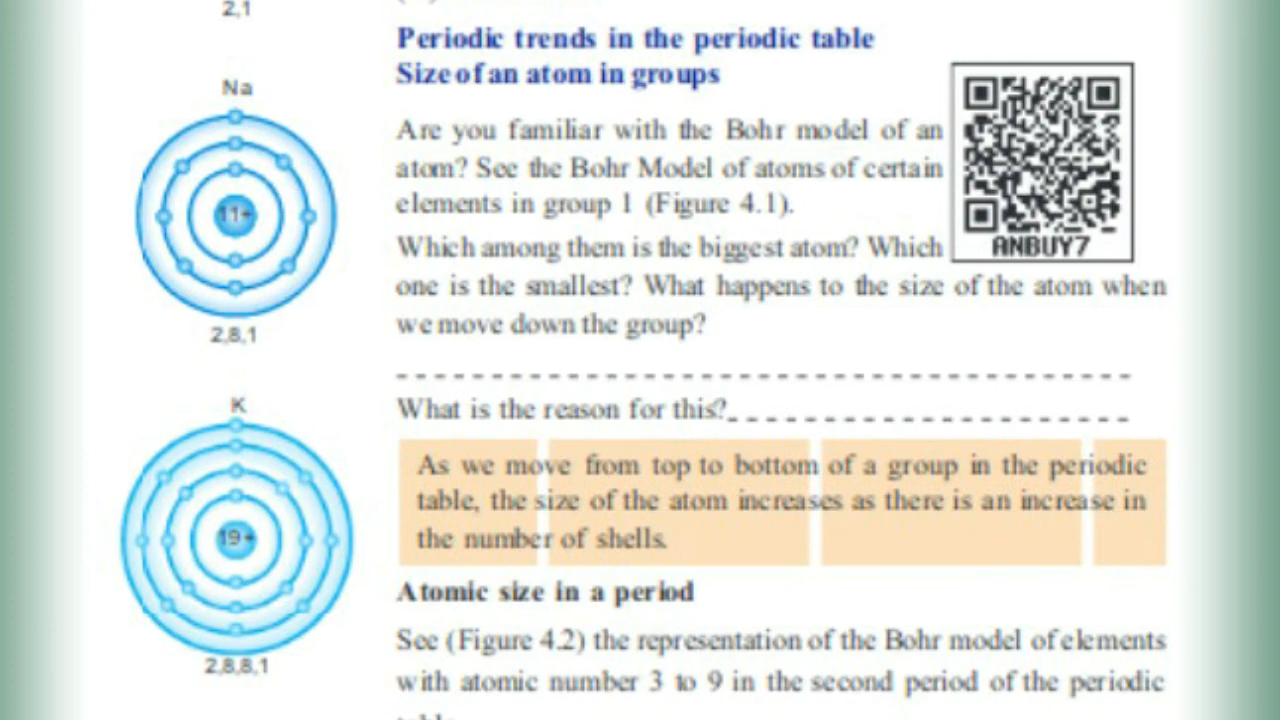 2,1
Na
11+
2,8,1
K
19+
2,8,8,1
Periodic trends in the periodic table
Size of an atom in groups
Are you familiar with the Bohr model of an
atom? See the Bohr Model of atoms of certain
elements in group 1 (Figure 4.1).
Which among them is the biggest atom? Which
one is the smallest? What happens to the size of the atom when
we move down the group?
What is the reason for this?
ANBUY7
As we move from top to bottom of a group in the periodic
table, the size of the atom increases as there is an increase in
the number of shells.
Atomic size in a period
See (Figure 4.2) the representation of the Bohr model of elements
with atomic number 3 to 9 in the second period of the periodic